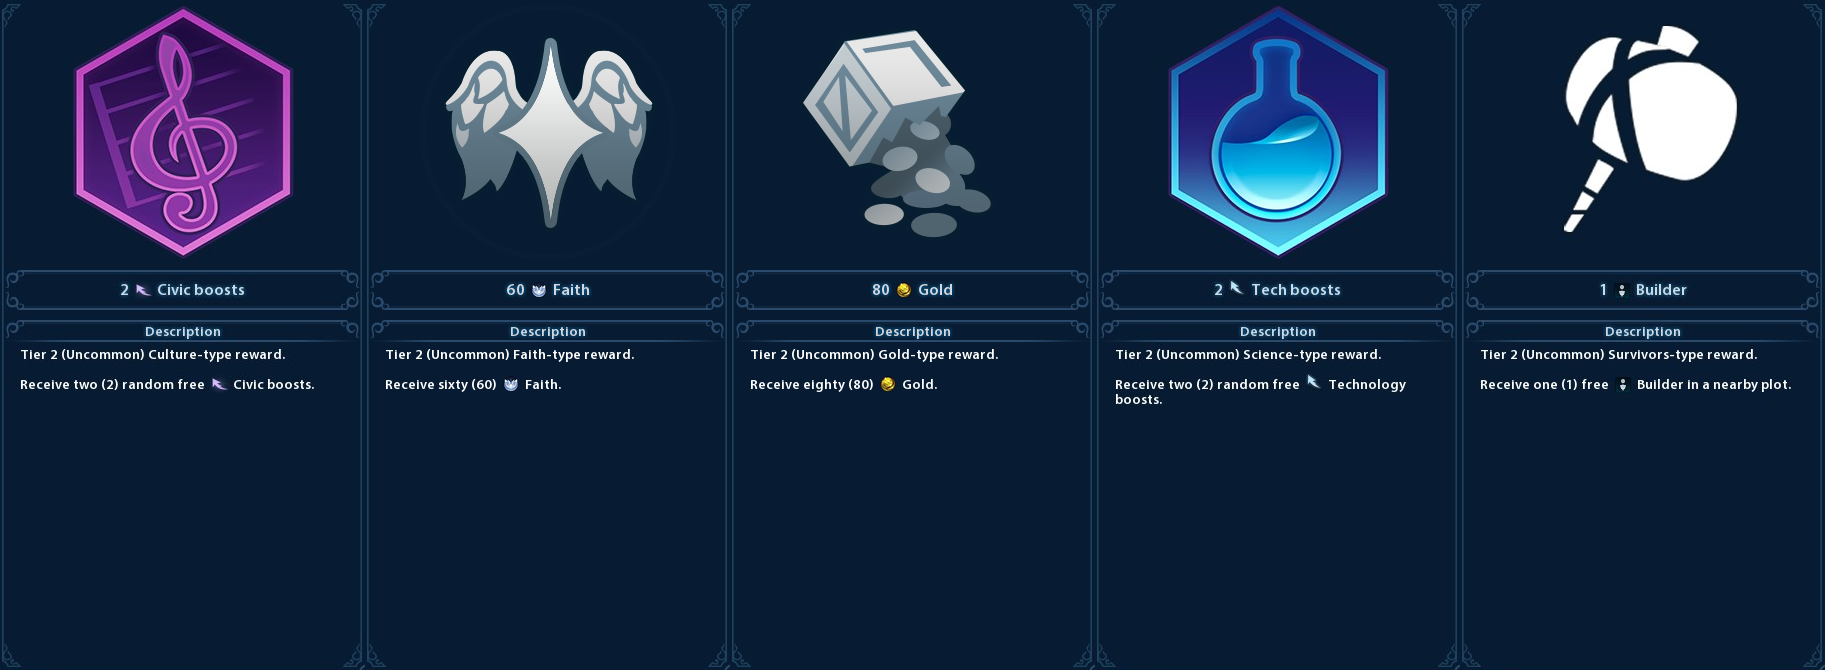 2 Civic boosts
Description
Tier 2 (Uncommon) Culture-type reward.
Receive two (2) random free Civic boosts.
60 Faith
Description
Tier 2 (Uncommon) Faith-type reward.
Receive sixty (60) Faith.
80 Gold
Description
Tier 2 (Uncommon) Gold-type reward.
Receive eighty (80) Gold.
2 Tech boosts
Description
Tier 2 (Uncommon) Science-type reward.
Receive two (2) random free Technology
boosts.
1 Builder
Description
Tier 2 (Uncommon) Survivors-type reward.
Receive one (1) free Builder in a nearby plot.